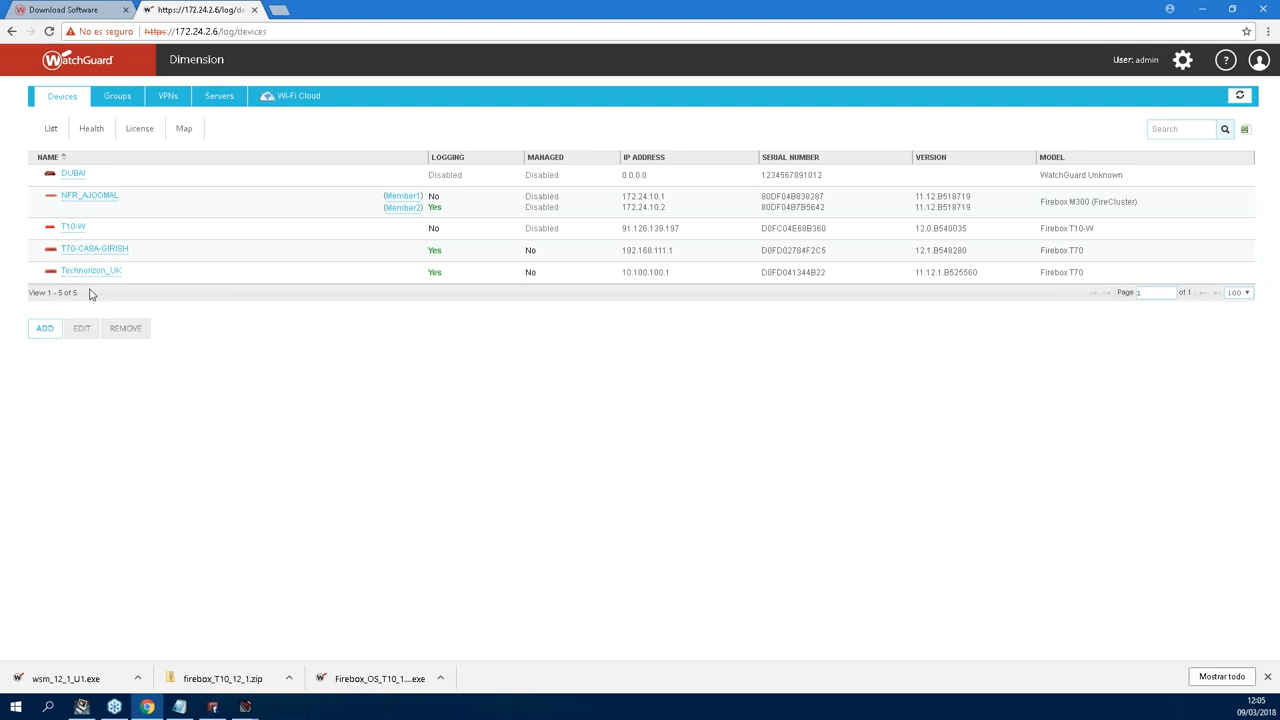 Download Software
https://172.24.2.6/log/de
No es seguro https://172.24.2.6/log/devices
WatchGuard Dimension User: admin
Devices Groups VPNs Servers Wi-Fi Cloud
List Health License Map Search
NAME LOGGING MANAGED IP ADDRESS SERIAL NUMBER VERSION MODEL
DUBAI Disabled Disabled 0.0.0.0 1234567891012 WatchGuard Unknown
NFR_AJOOMAL (Member1) No Disabled 172.24.10.1 80DF04B838287 11.12.B518719 Firebox M300 (FireCluster)
(Member2) Yes Disabled 172.24.10.2 80DF04B7B5642 11.12.B518719
T10-W No Disabled 91.126.139.197 D0FC04E68B360 12.0.B540035 Firebox T10-W
T70-CASA-GIRISH Yes No 192.168.111.1 D0FD02784F2C5 12.1.B548280 Firebox T70
Technorizon_UK Yes No 10.100.100.1 D0FD041344B22 11.12.1.B525560 Firebox T70
View 1 - 5 of 5 Page 1 of 1 100
ADD EDIT REMOVE
wsm_12_1_U1.exe firebox_T10_12_1.zip Firebox_OS_T10_1....exe Mostrar todo
12:05
09/03/2018